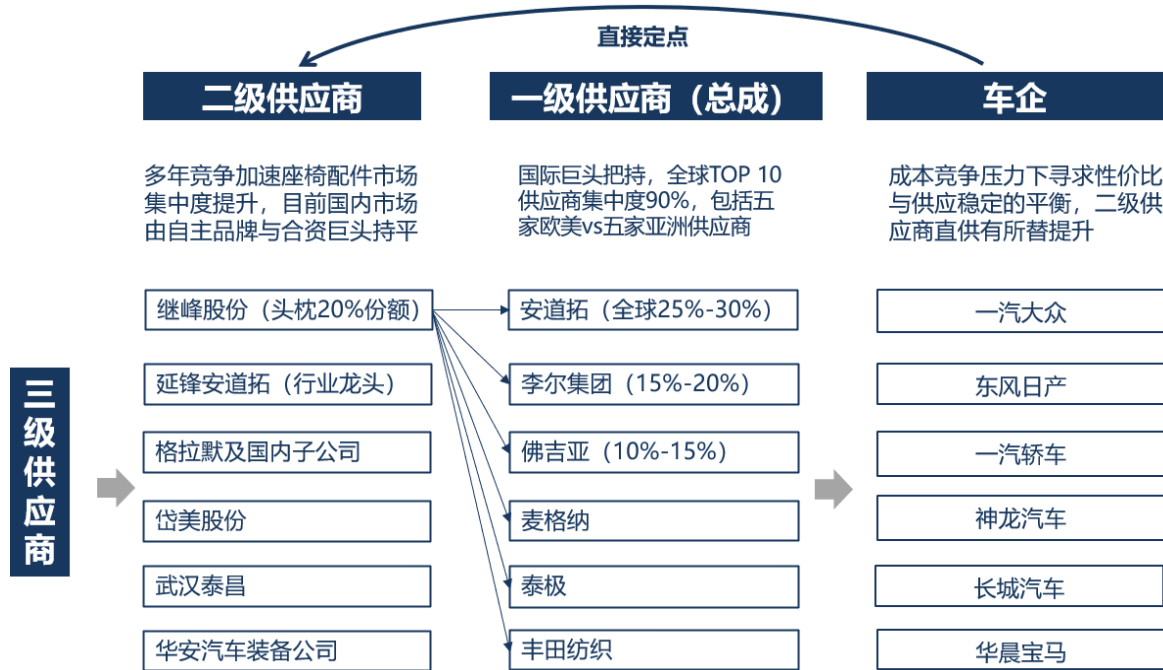 直接定点
二级供应商
一级供应商（总成）
车企
多年竞争加速座椅配件市场
集中度提升，目前国内市场
由自主品牌与合资巨头持平
国际巨头把持，全球TOP 10
供应商集中度90%，包括五
家欧美vs五家亚洲供应商
成本竞争压力下寻求性价比
与供应稳定的平衡，二级供
应商直供有所替提升
三级供应商
继峰股份（头枕20%份额）
延锋安道拓（行业龙头）
格拉默及国内子公司
岱美股份
武汉泰昌
华安汽车装备公司
安道拓（全球25%-30%）
李尔集团（15%-20%）
佛吉亚（10%-15%）
麦格纳
泰极
丰田纺织
一汽大众
东风日产
一汽轿车
神龙汽车
长城汽车
华晨宝马